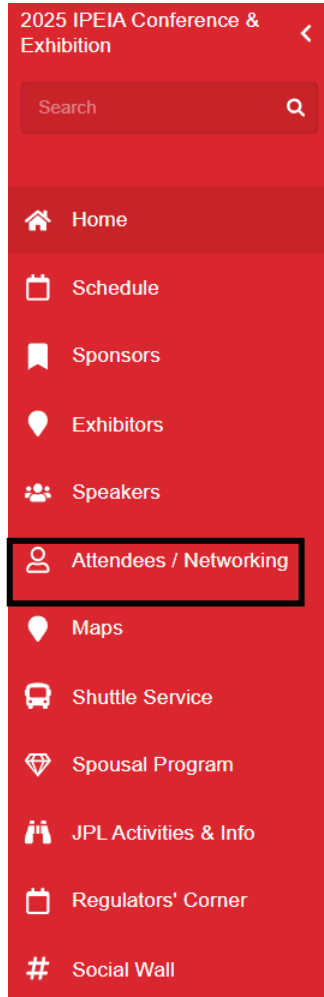 2025 IPEIA Conference &
Exhibition
Search
Home
Schedule
Sponsors
Exhibitors
Speakers
Attendees / Networking
Maps
Shuttle Service
Spousal Program
JPL Activities & Info
Regulators' Corner
Social Wall